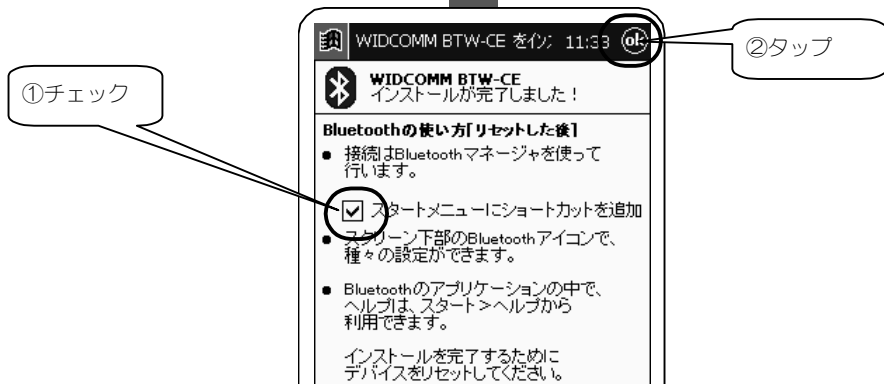 WIDCOMM BTW-CE をインス 11:33 ok
②タップ
①チェック
WIDCOMM BTW-CE
インストールが完了しました！
Bluetoothの使い方「リセットした後」
● 接続はBluetoothマネージャを使って
行います。
スタートメニューにショートカットを追加
● スクリーン下部のBluetoothアイコンで、
種々の設定ができます。
● Bluetoothのアプリケーションの中で、
ヘルプは、スタート＞ヘルプから
利用できます。
インストールを完了するために
デバイスをリセットしてください。